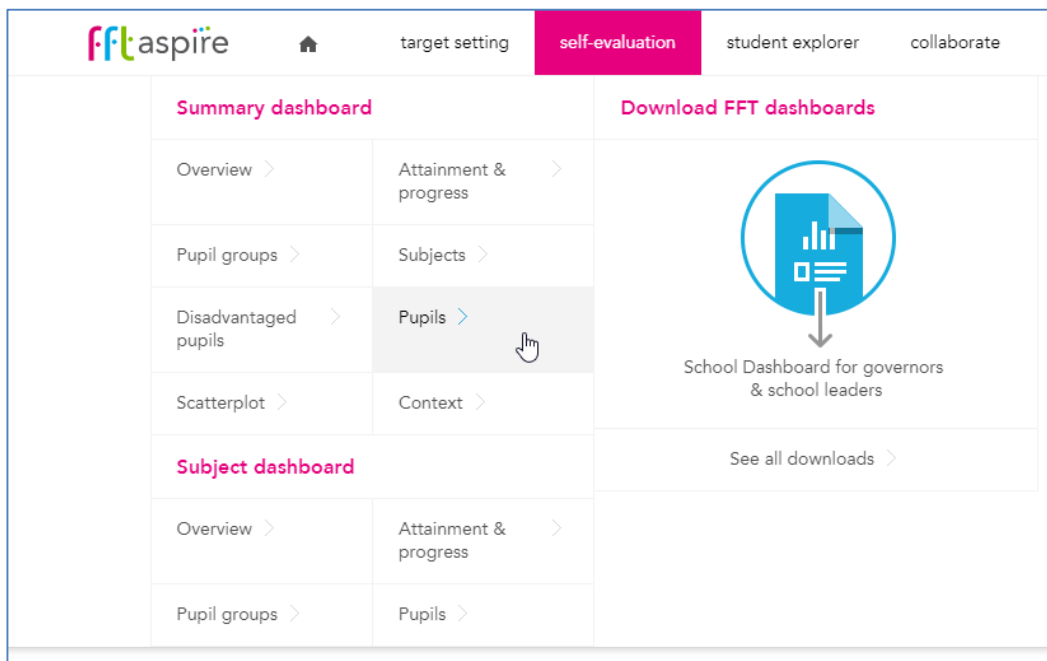 fft aspire
target setting
self-evaluation
student explorer
collaborate
Summary dashboard
Overview
Attainment &
progress
Pupil groups
Subjects
Disadvantaged
pupils
Pupils
Scatterplot
Context
Subject dashboard
Overview
Attainment &
progress
Pupil groups
Pupils
Download FFT dashboards
School Dashboard for governors
& school leaders
See all downloads